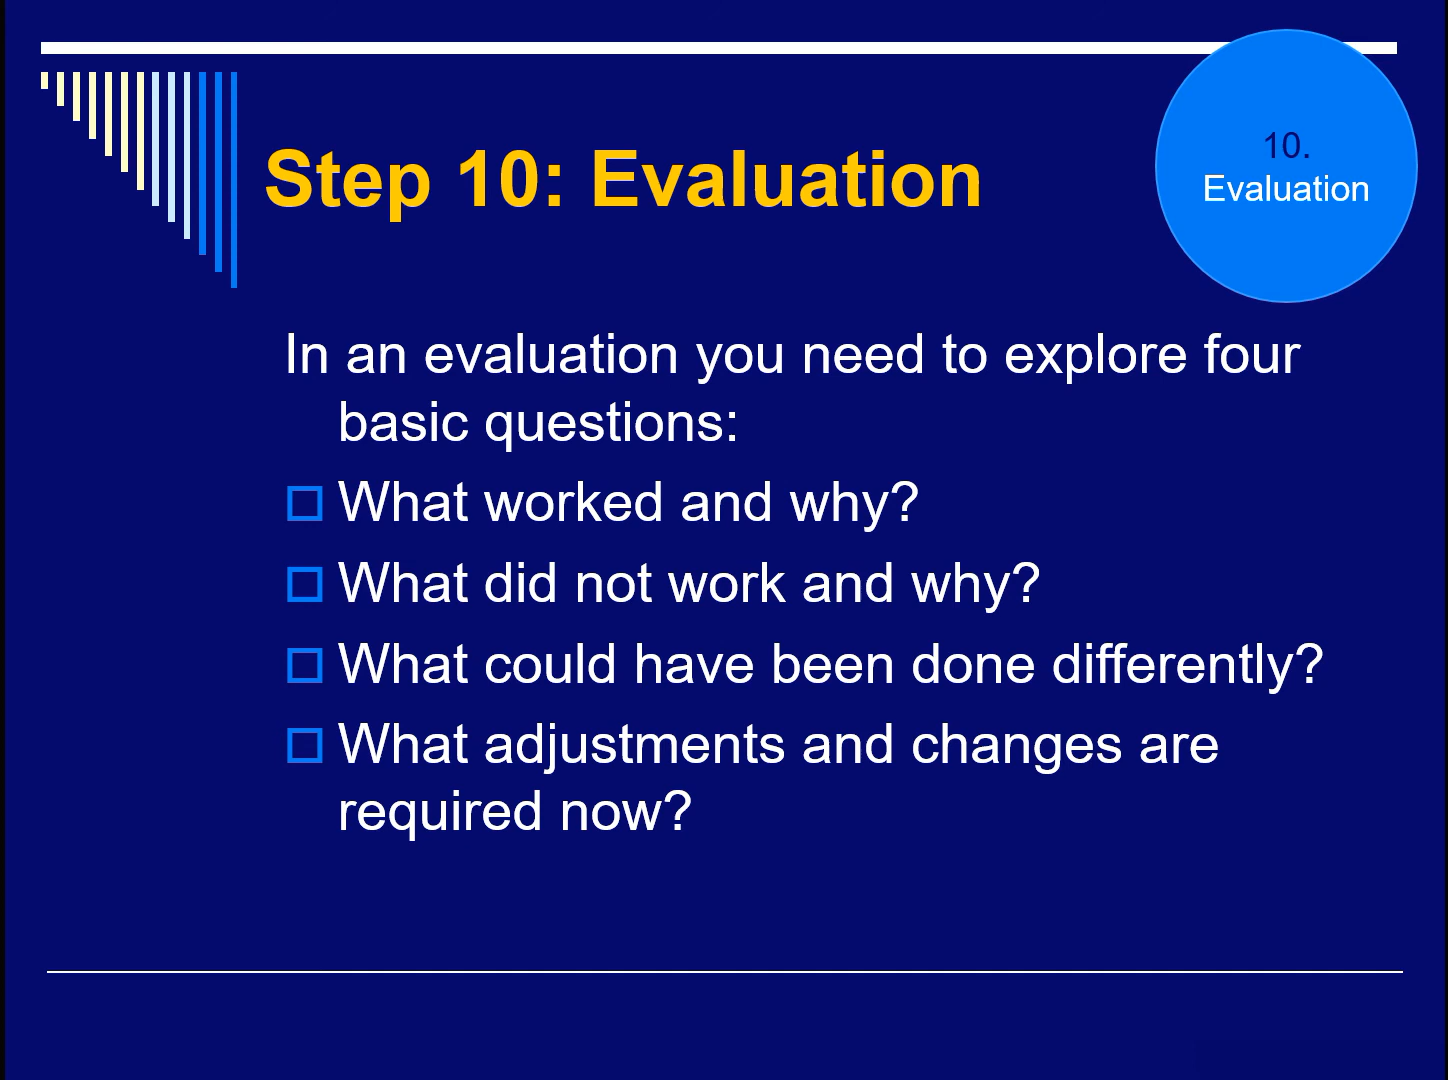 Step 10: Evaluation
10.
Evaluation
In an evaluation you need to explore four
basic questions:
What worked and why?
What did not work and why?
What could have been done differently?
What adjustments and changes are
required now?